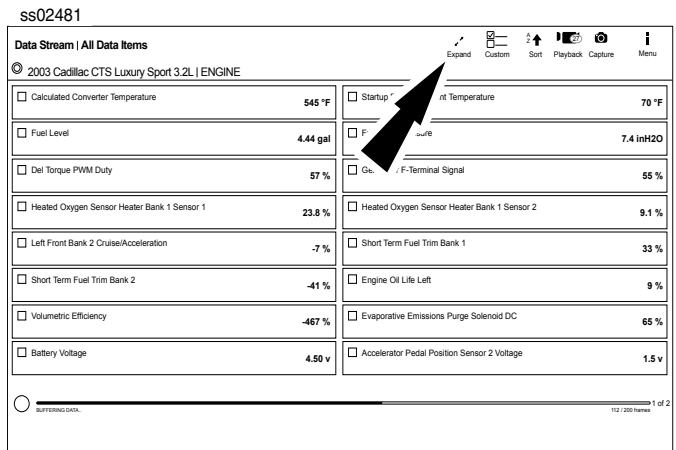 ss02481
Data Stream | All Data Items
Expand
Custom
A
Z
Sort
27
Playback
Capture
Menu
2003 Cadillac CTS Luxury Sport 3.2L | ENGINE
Calculated Converter Temperature 545 °F
Startup Temperature 70 °F
Fuel Level 4.44 gal
7.4 inH2O
Del Torque PWM Duty 57 %
F-Terminal Signal 55 %
Heated Oxygen Sensor Heater Bank 1 Sensor 1 23.8 %
Heated Oxygen Sensor Heater Bank 1 Sensor 2 9.1 %
Left Front Bank 2 Cruise/Acceleration -7 %
Short Term Fuel Trim Bank 1 33 %
Short Term Fuel Trim Bank 2 -41 %
Engine Oil Life Left 9 %
Volumetric Efficiency -467 %
Evaporative Emissions Purge Solenoid DC 65 %
Battery Voltage 4.50 v
Accelerator Pedal Position Sensor 2 Voltage 1.5 v
1 of 2
BUFFERING DATA..
112 / 200 frames